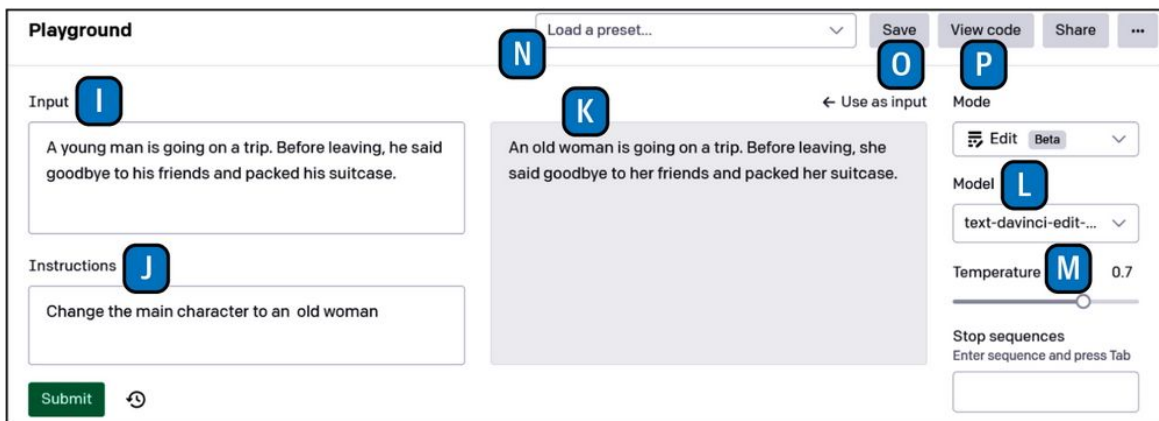 Playground
Load a preset...
Save
View code
Share
...
N
O
P
Input
I
K
← Use as input
Mode
A young man is going on a trip. Before leaving, he said
goodbye to his friends and packed his suitcase.
An old woman is going on a trip. Before leaving, she
said goodbye to her friends and packed her suitcase.
Edit Beta
Model
L
text-davinci-edit-...
Instructions
J
Temperature
M
0.7
Change the main character to an old woman
Stop sequences
Enter sequence and press Tab
Submit